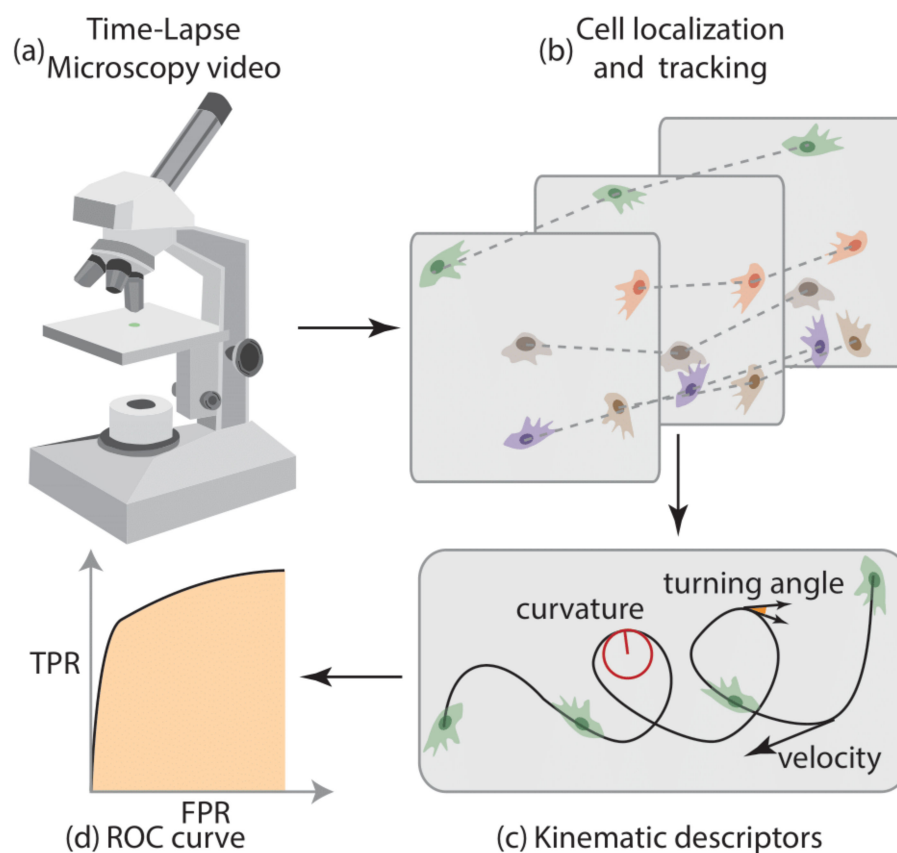 (a) Time-Lapse
Microscopy video
(b) Cell localization
and tracking
turning angle
curvature
velocity
(c) Kinematic descriptors
TPR
FPR
(d) ROC curve